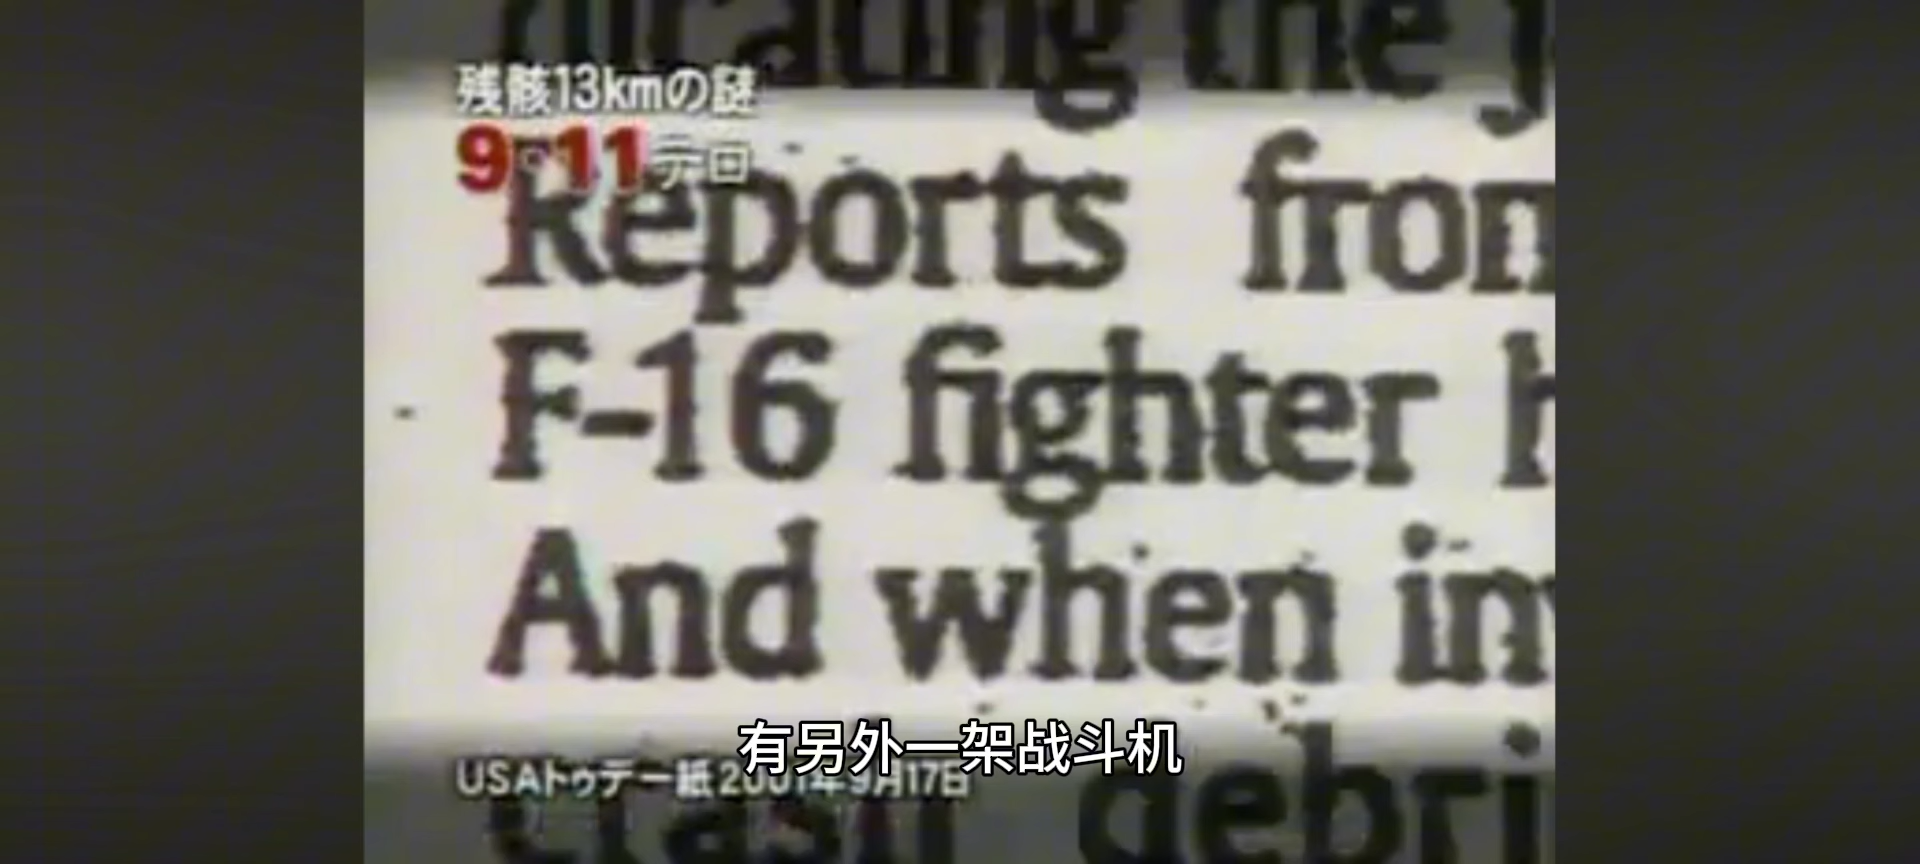 残骸13kmの謎
9・11テロ
Reports
F-16 fighter
And when
有另外一架战斗机
USAトゥデー紙2001年9月17日
crash debri